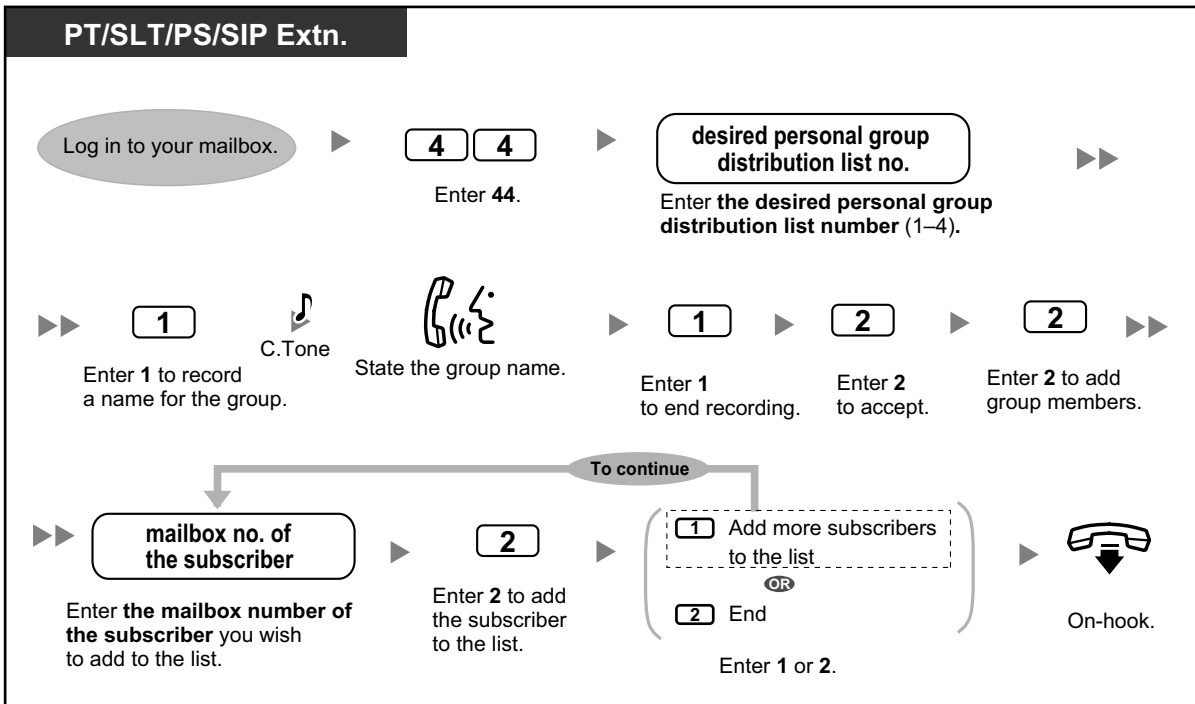 PT/SLT/PS/SIP Extn.
Log in to your mailbox.
4 4
Enter 44.
desired personal group
distribution list no.
Enter the desired personal group
distribution list number (1–4).
1
Enter 1 to record
a name for the group.
C.Tone
State the group name.
1
Enter 1
to end recording.
2
Enter 2
to accept.
2
Enter 2 to add
group members.
To continue
mailbox no. of
the subscriber
Enter the mailbox number of
the subscriber you wish
to add to the list.
2
Enter 2 to add
the subscriber
to the list.
1 Add more subscribers
to the list
OR
2 End
Enter 1 or 2.
On-hook.